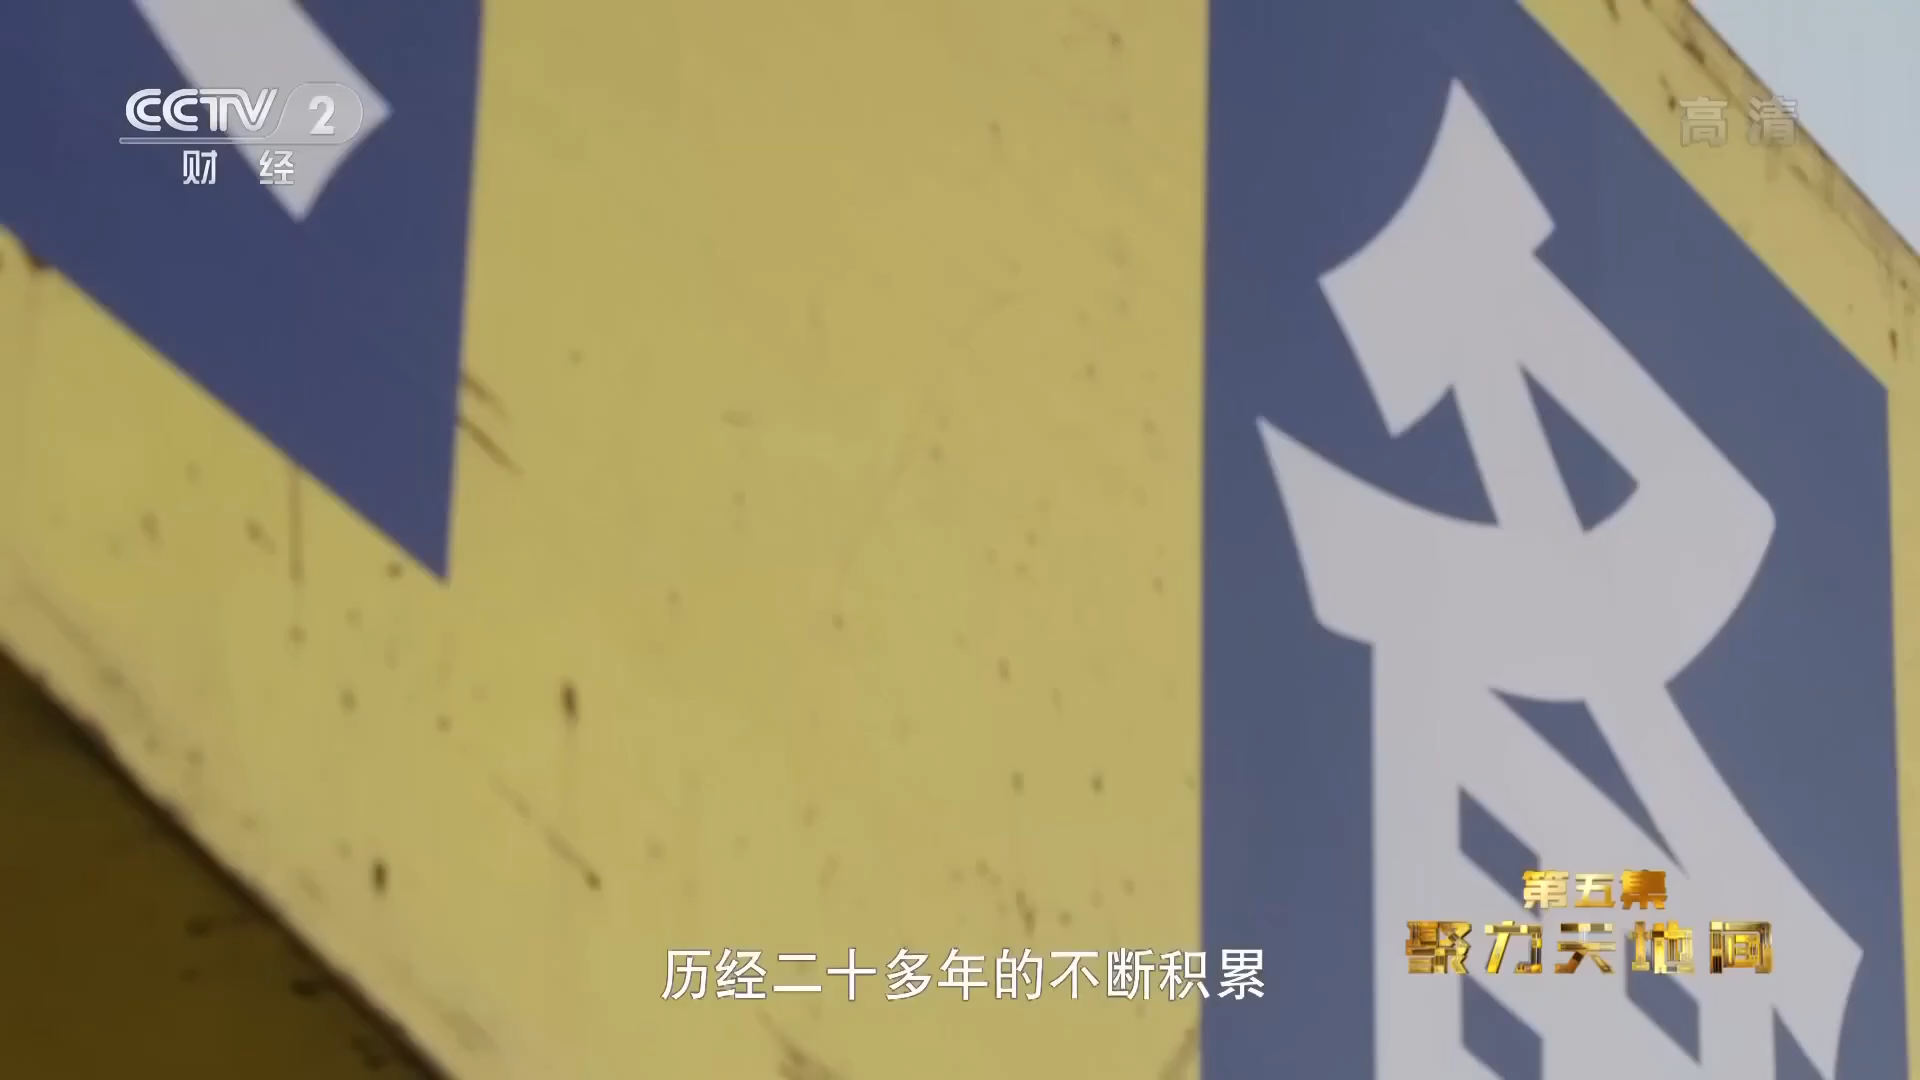 CCTV 2
财 经
高 清
第五集
聚力天地间
历经二十多年的不断积累